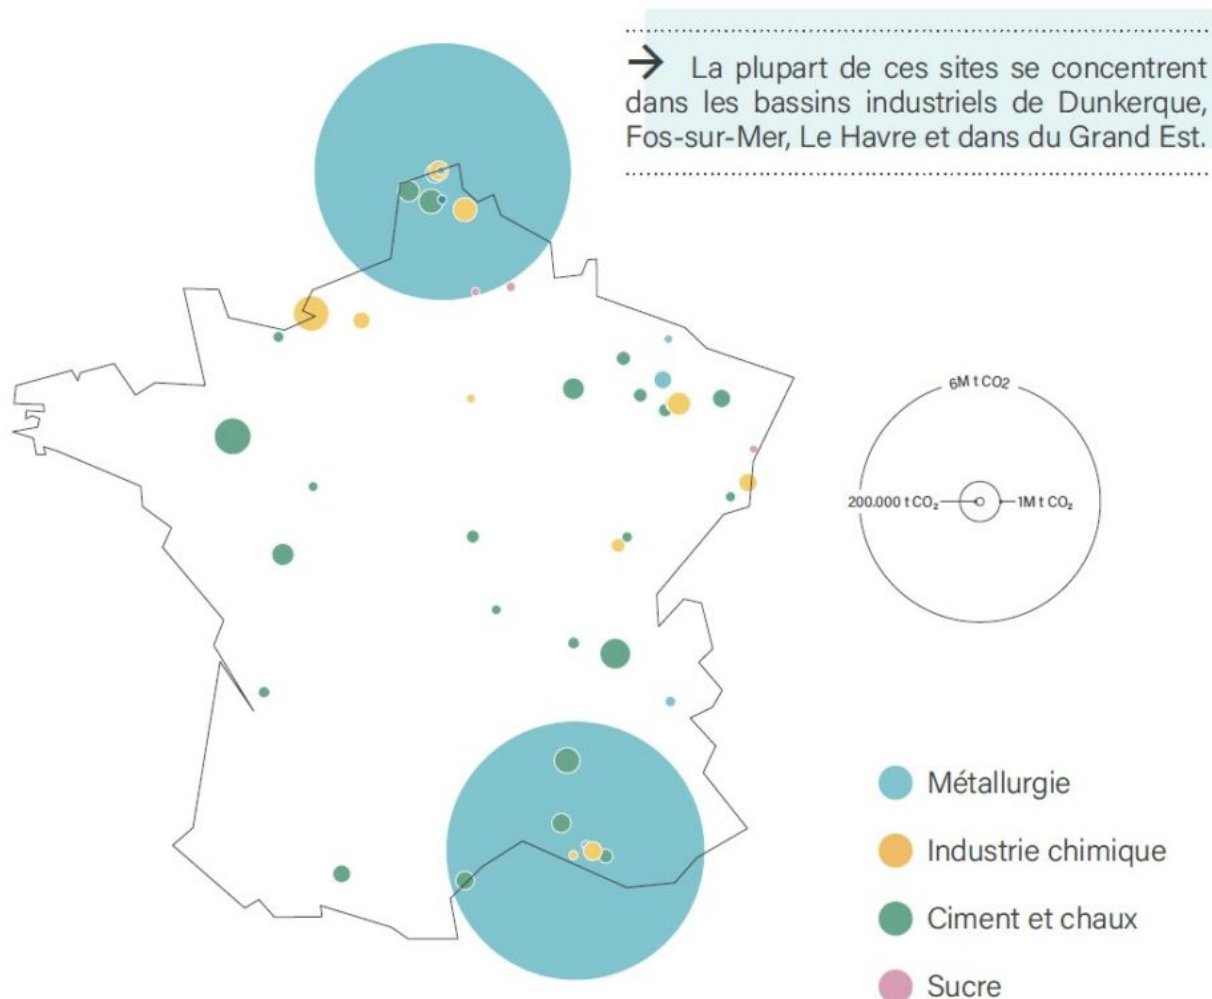 → La plupart de ces sites se concentrent
dans les bassins industriels de Dunkerque,
Fos-sur-Mer, Le Havre et dans du Grand Est.
6M t CO2
200.000 t CO₂
1M t CO₂
Métallurgie
Industrie chimique
Ciment et chaux
Sucre